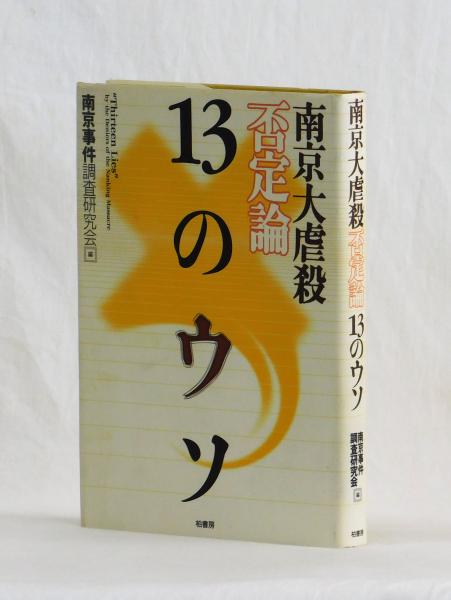 南京大虐殺
否定論
13のウソ
"Thirteen Lies"
by the Deniers of the Nanking Massacre
南京事件調査研究会 編
柏書房
南京大虐殺否定論13のウソ
南京事件
調査研究会
編
柏書房